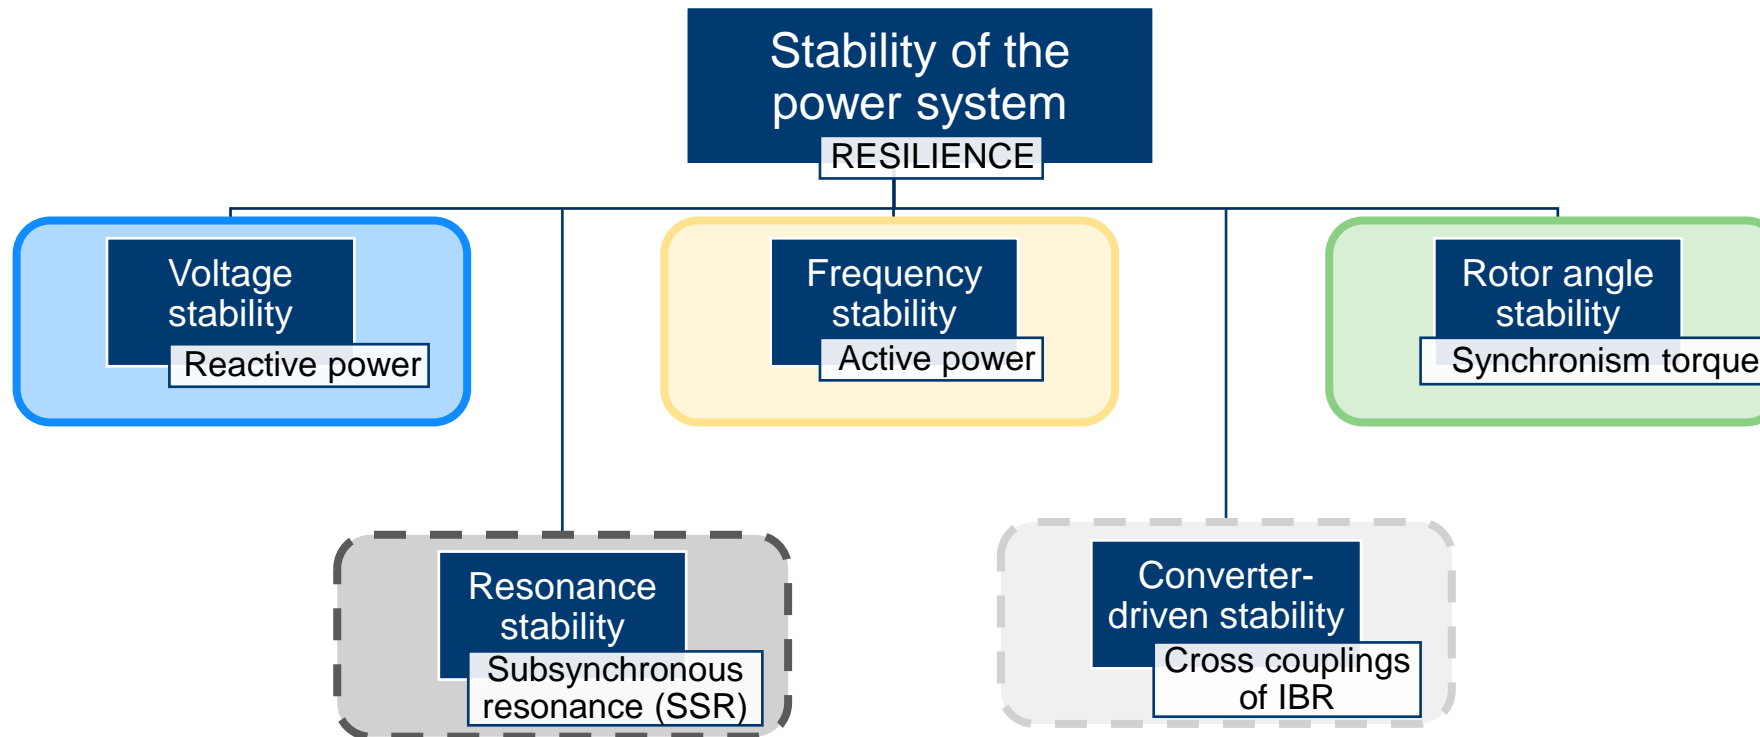 Stability of the
power system
RESILIENCE
Voltage
stability
Reactive power
Frequency
stability
Active power
Rotor angle
stability
Synchronism torque
Resonance
stability
Subsynchronous
resonance (SSR)
Converter-
driven stability
Cross couplings
of IBR